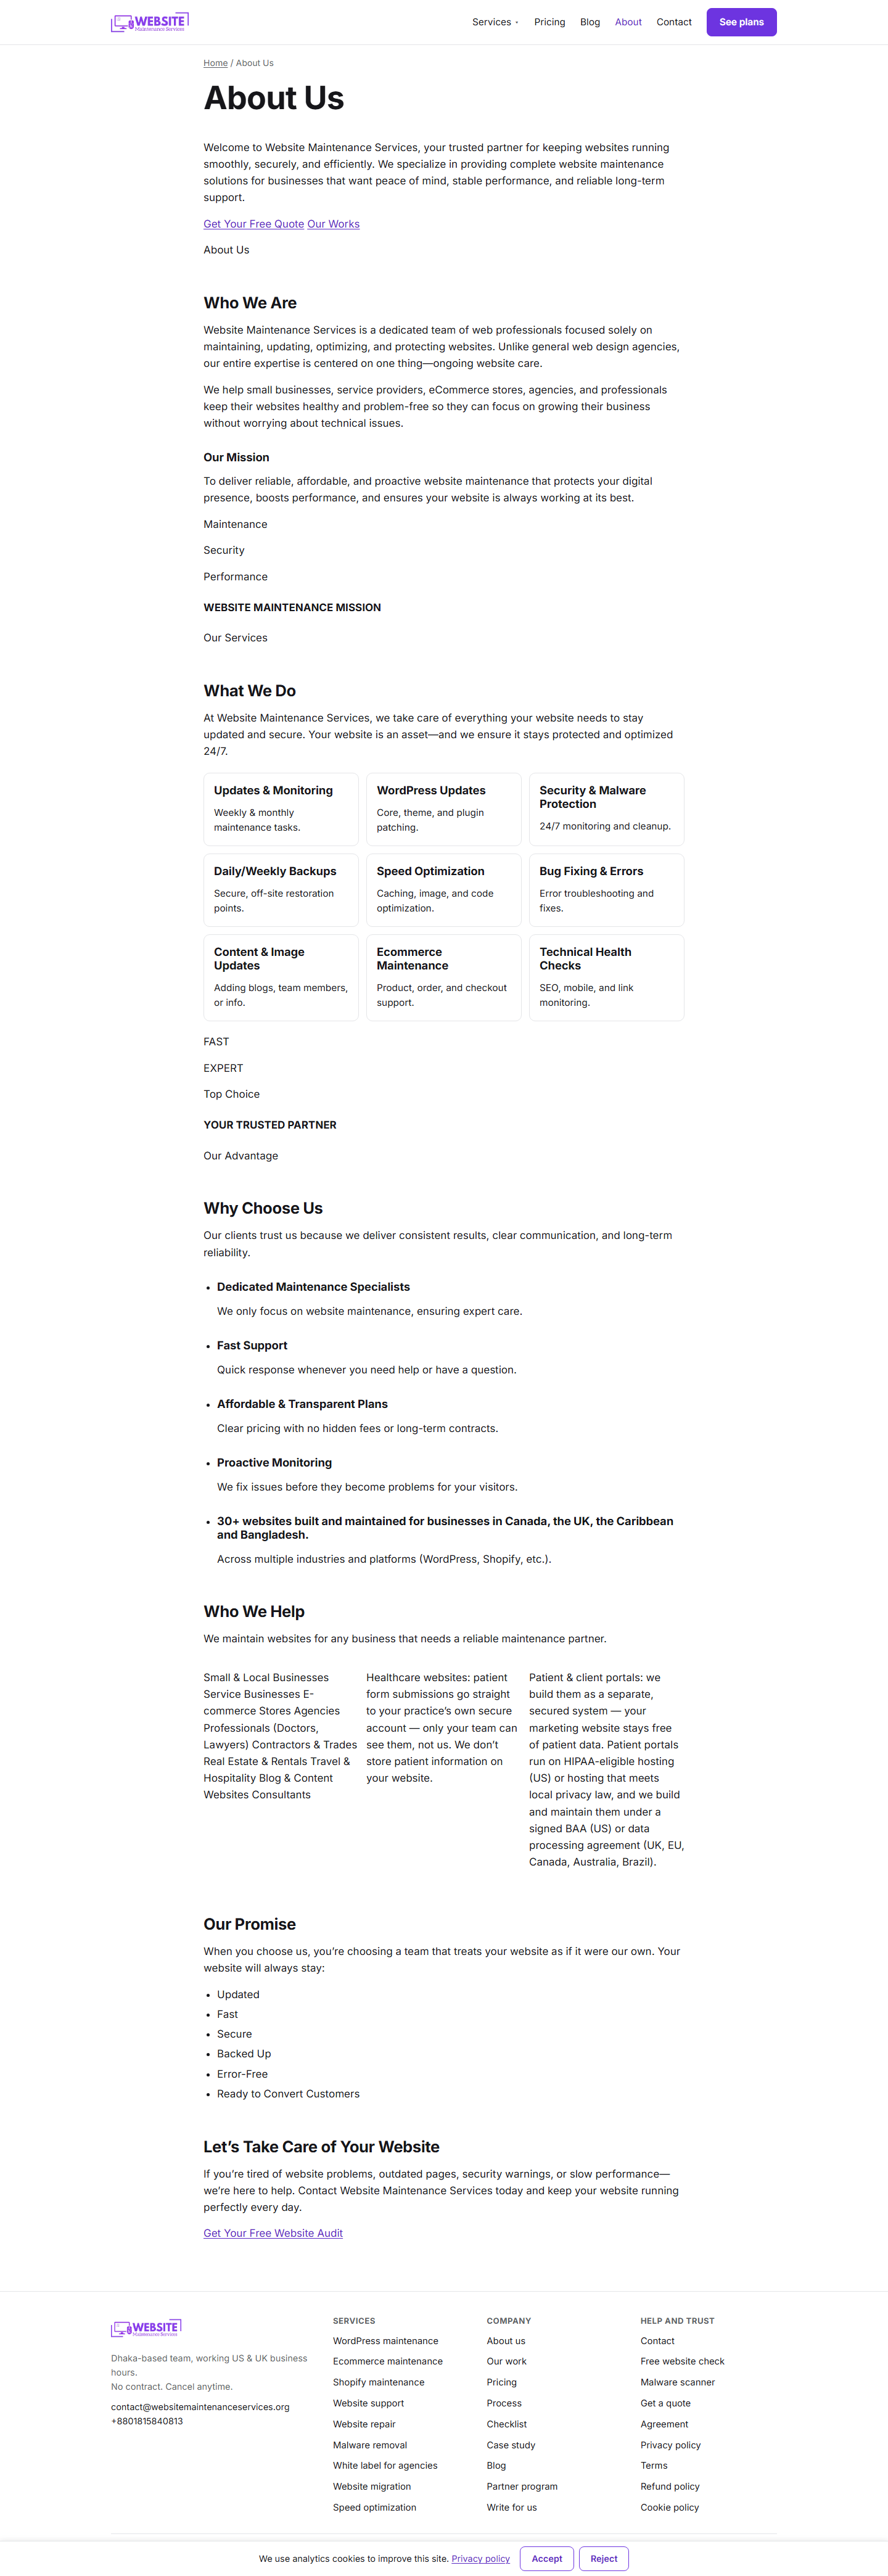 WEBSITE
Maintenance Services
Services
Pricing
Blog
About
Contact
See plans
Home / About Us
About Us
Welcome to Website Maintenance Services, your trusted partner for keeping websites running
smoothly, securely, and efficiently. We specialize in providing complete website maintenance
solutions for businesses that want peace of mind, stable performance, and reliable long-term
support.
Get Your Free Quote Our Works
About Us
Who We Are
Website Maintenance Services is a dedicated team of web professionals focused solely on
maintaining, updating, optimizing, and protecting websites. Unlike general web design agencies,
our entire expertise is centered on one thing—ongoing website care.
We help small businesses, service providers, eCommerce stores, agencies, and professionals
keep their websites healthy and problem-free so they can focus on growing their business
without worrying about technical issues.
Our Mission
To deliver reliable, affordable, and proactive website maintenance that protects your digital
presence, boosts performance, and ensures your website is always working at its best.
Maintenance
Security
Performance
WEBSITE MAINTENANCE MISSION
Our Services
What We Do
At Website Maintenance Services, we take care of everything your website needs to stay
updated and secure. Your website is an asset—and we ensure it stays protected and optimized
24/7.
Updates & Monitoring
Weekly & monthly
maintenance tasks.
WordPress Updates
Core, theme, and plugin
patching.
Security & Malware
Protection
24/7 monitoring and cleanup.
Daily/Weekly Backups
Secure, off-site restoration
points.
Speed Optimization
Caching, image, and code
optimization.
Bug Fixing & Errors
Error troubleshooting and
fixes.
Content & Image
Updates
Adding blogs, team members,
or info.
Ecommerce
Maintenance
Product, order, and checkout
support.
Technical Health
Checks
SEO, mobile, and link
monitoring.
FAST
EXPERT
Top Choice
YOUR TRUSTED PARTNER
Our Advantage
Why Choose Us
Our clients trust us because we deliver consistent results, clear communication, and long-term
reliability.
• Dedicated Maintenance Specialists
We only focus on website maintenance, ensuring expert care.
• Fast Support
Quick response whenever you need help or have a question.
• Affordable & Transparent Plans
Clear pricing with no hidden fees or long-term contracts.
• Proactive Monitoring
We fix issues before they become problems for your visitors.
• 30+ websites built and maintained for businesses in Canada, the UK, the Caribbean
and Bangladesh.
Across multiple industries and platforms (WordPress, Shopify, etc.).
Who We Help
We maintain websites for any business that needs a reliable maintenance partner.
Small & Local Businesses
Service Businesses E-
commerce Stores Agencies
Professionals (Doctors,
Lawyers) Contractors & Trades
Real Estate & Rentals Travel &
Hospitality Blog & Content
Websites Consultants
Healthcare websites: patient
form submissions go straight
to your practice’s own secure
account — only your team can
see them, not us. We don’t
store patient information on
your website.
Patient & client portals: we
build them as a separate,
secured system — your
marketing website stays free
of patient data. Patient portals
run on HIPAA-eligible hosting
(US) or hosting that meets
local privacy law, and we build
and maintain them under a
signed BAA (US) or data
processing agreement (UK, EU,
Canada, Australia, Brazil).
Our Promise
When you choose us, you’re choosing a team that treats your website as if it were our own. Your
website will always stay:
• Updated
• Fast
• Secure
• Backed Up
• Error-Free
• Ready to Convert Customers
Let’s Take Care of Your Website
If you’re tired of website problems, outdated pages, security warnings, or slow performance—
we’re here to help. Contact Website Maintenance Services today and keep your website running
perfectly every day.
Get Your Free Website Audit
WEBSITE
Maintenance Services
Dhaka-based team, working US & UK business
hours.
No contract. Cancel anytime.
contact@websitemaintenanceservices.org
+8801815840813
SERVICES
WordPress maintenance
Ecommerce maintenance
Shopify maintenance
Website support
Website repair
Malware removal
White label for agencies
Website migration
Speed optimization
COMPANY
About us
Our work
Pricing
Process
Checklist
Case study
Blog
Partner program
Write for us
HELP AND TRUST
Contact
Free website check
Malware scanner
Get a quote
Agreement
Privacy policy
Terms
Refund policy
Cookie policy
We use analytics cookies to improve this site. Privacy policy
Accept
Reject